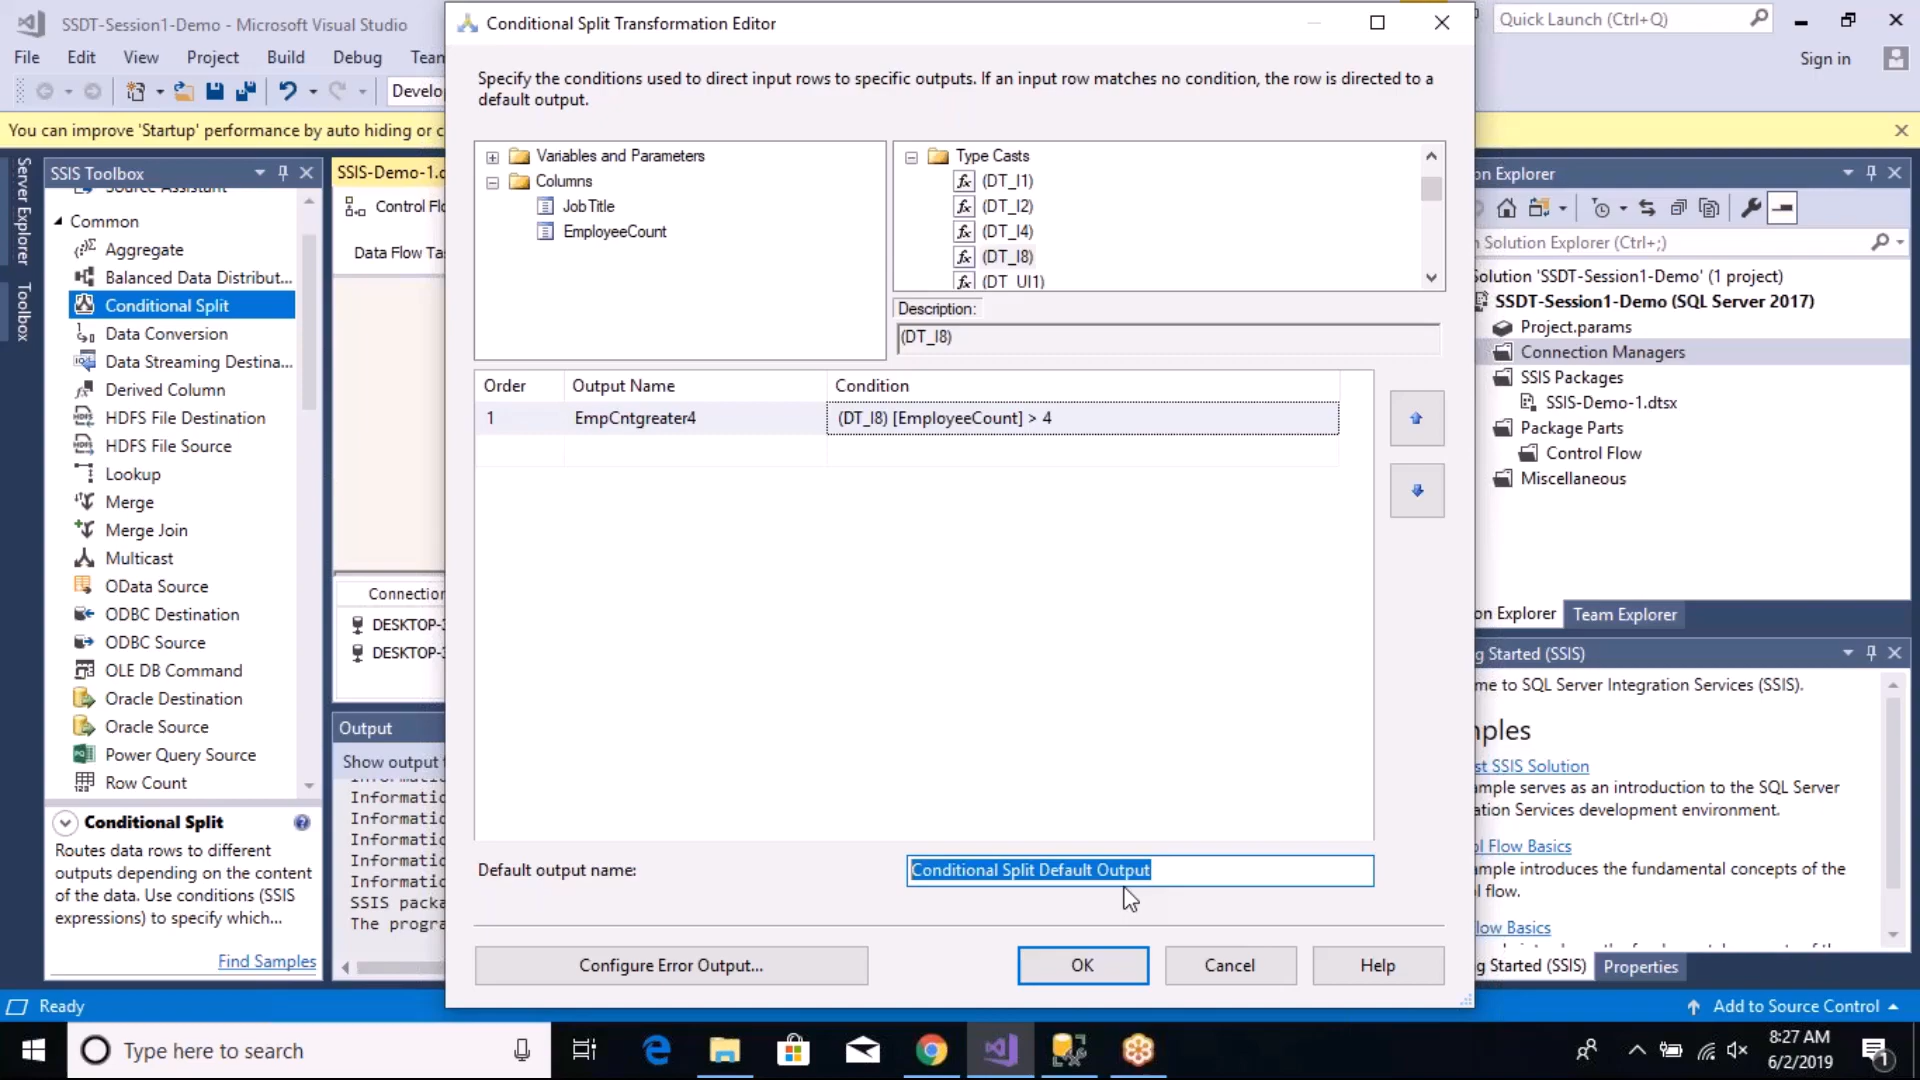 SSDT-Session1-Demo - Microsoft Visual Studio
Conditional Split Transformation Editor
Quick Launch (Ctrl+Q)
File Edit View Project Build Debug
Sign in
You can improve 'Startup' performance by auto hiding or
Specify the conditions used to direct input rows to specific outputs. If an input row matches no condition, the row is directed to a
default output.
Server Explorer
Toolbox
SSIS Toolbox
Common
Aggregate
Balanced Data Distribut...
Conditional Split
Data Conversion
Data Streaming Destina...
Derived Column
HDFS File Destination
HDFS File Source
Lookup
Merge
Merge Join
Multicast
OData Source
ODBC Destination
ODBC Source
OLE DB Command
Oracle Destination
Oracle Source
Power Query Source
Row Count
Conditional Split
Routes data rows to different
outputs depending on the content
of the data. Use conditions (SSIS
expressions) to specify which...
Find Samples
SSIS-Demo-1.d
Control Fl
Data Flow Ta
Connection
DESKTOP-
DESKTOP-
Output
Show output
Informatio
Informatio
Informatio
Informatio
Informatio
SSIS packa
The progra
Variables and Parameters
Columns
JobTitle
EmployeeCount
Type Casts
(DT_I1)
(DT_I2)
(DT_I4)
(DT_I8)
(DT_UI1)
Description:
(DT_I8)
Order Output Name Condition
1 EmpCntgreater4 (DT_I8) [EmployeeCount] > 4
Default output name: Conditional Split Default Output
Configure Error Output... OK Cancel Help
on Explorer
Solution Explorer (Ctrl+;)
Solution 'SSDT-Session1-Demo' (1 project)
SSDT-Session1-Demo (SQL Server 2017)
Project.params
Connection Managers
SSIS Packages
SSIS-Demo-1.dtsx
Package Parts
Control Flow
Miscellaneous
on Explorer Team Explorer
g Started (SSIS)
me to SQL Server Integration Services (SSIS).
ples
st SSIS Solution
ample serves as an introduction to the SQL Server
ation Services development environment.
ol Flow Basics
ample introduces the fundamental concepts of the
l flow.
low Basics
g Started (SSIS) Properties
Ready
Add to Source Control
Type here to search
8:27 AM
6/2/2019
1